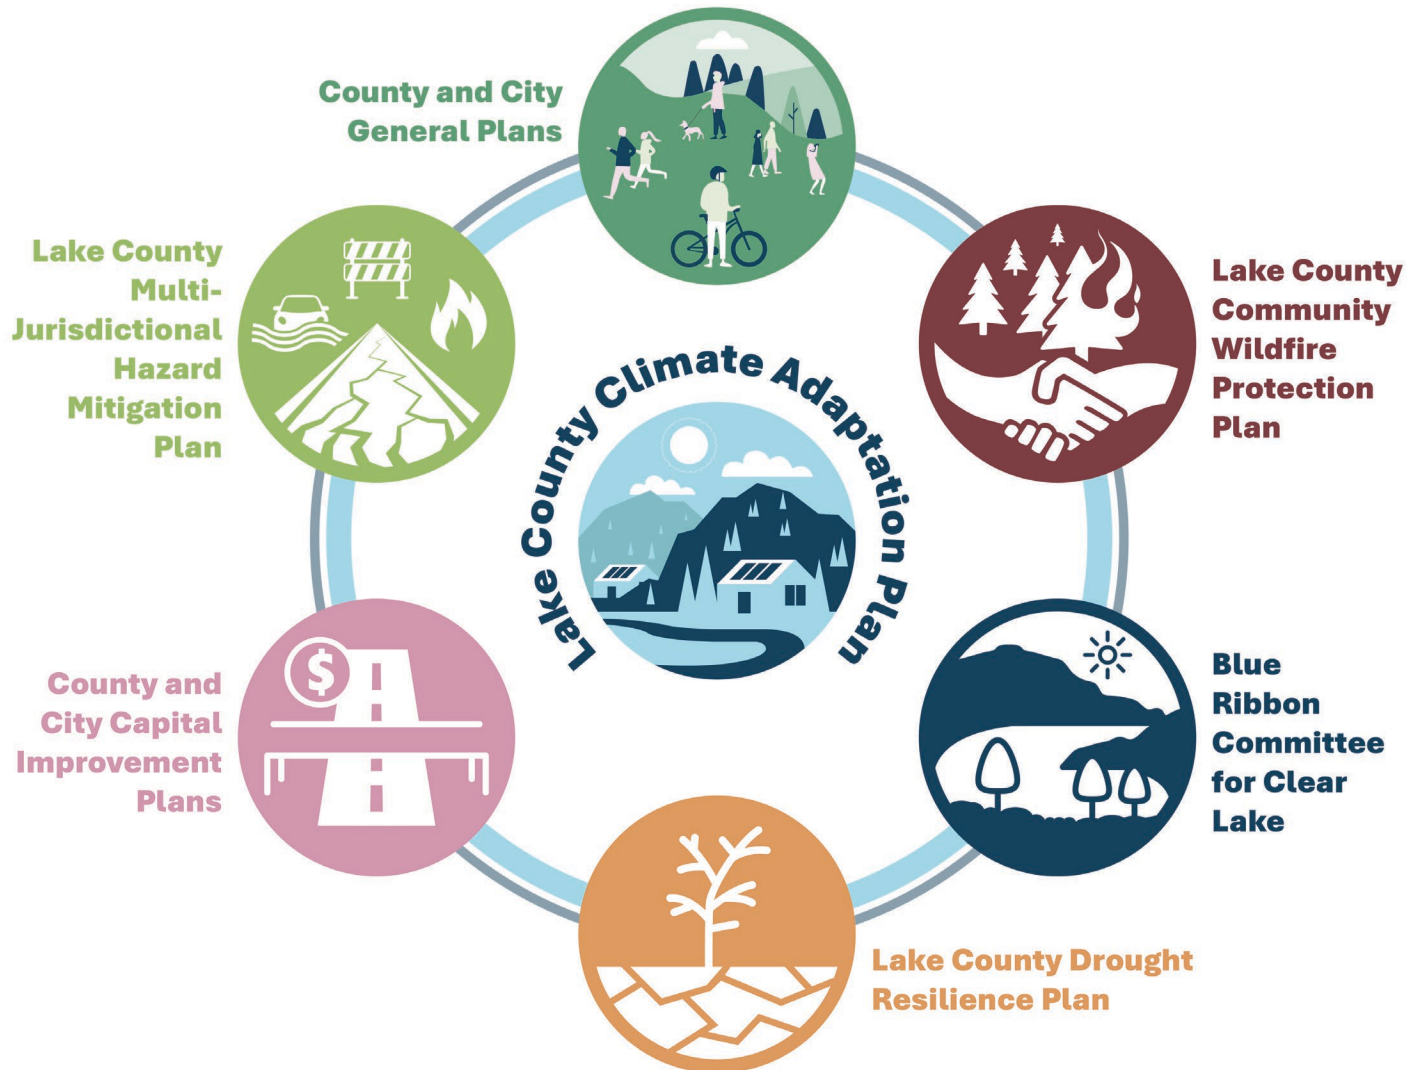 County and City
General Plans
Lake County
Community
Wildfire
Protection
Plan
Blue
Ribbon
Committee
for Clear
Lake
Lake County Drought
Resilience Plan
County and
City Capital
Improvement
Plans
Lake County
Multi-
Jurisdictional
Hazard
Mitigation
Plan
Lake County Climate Adaptation Plan
$